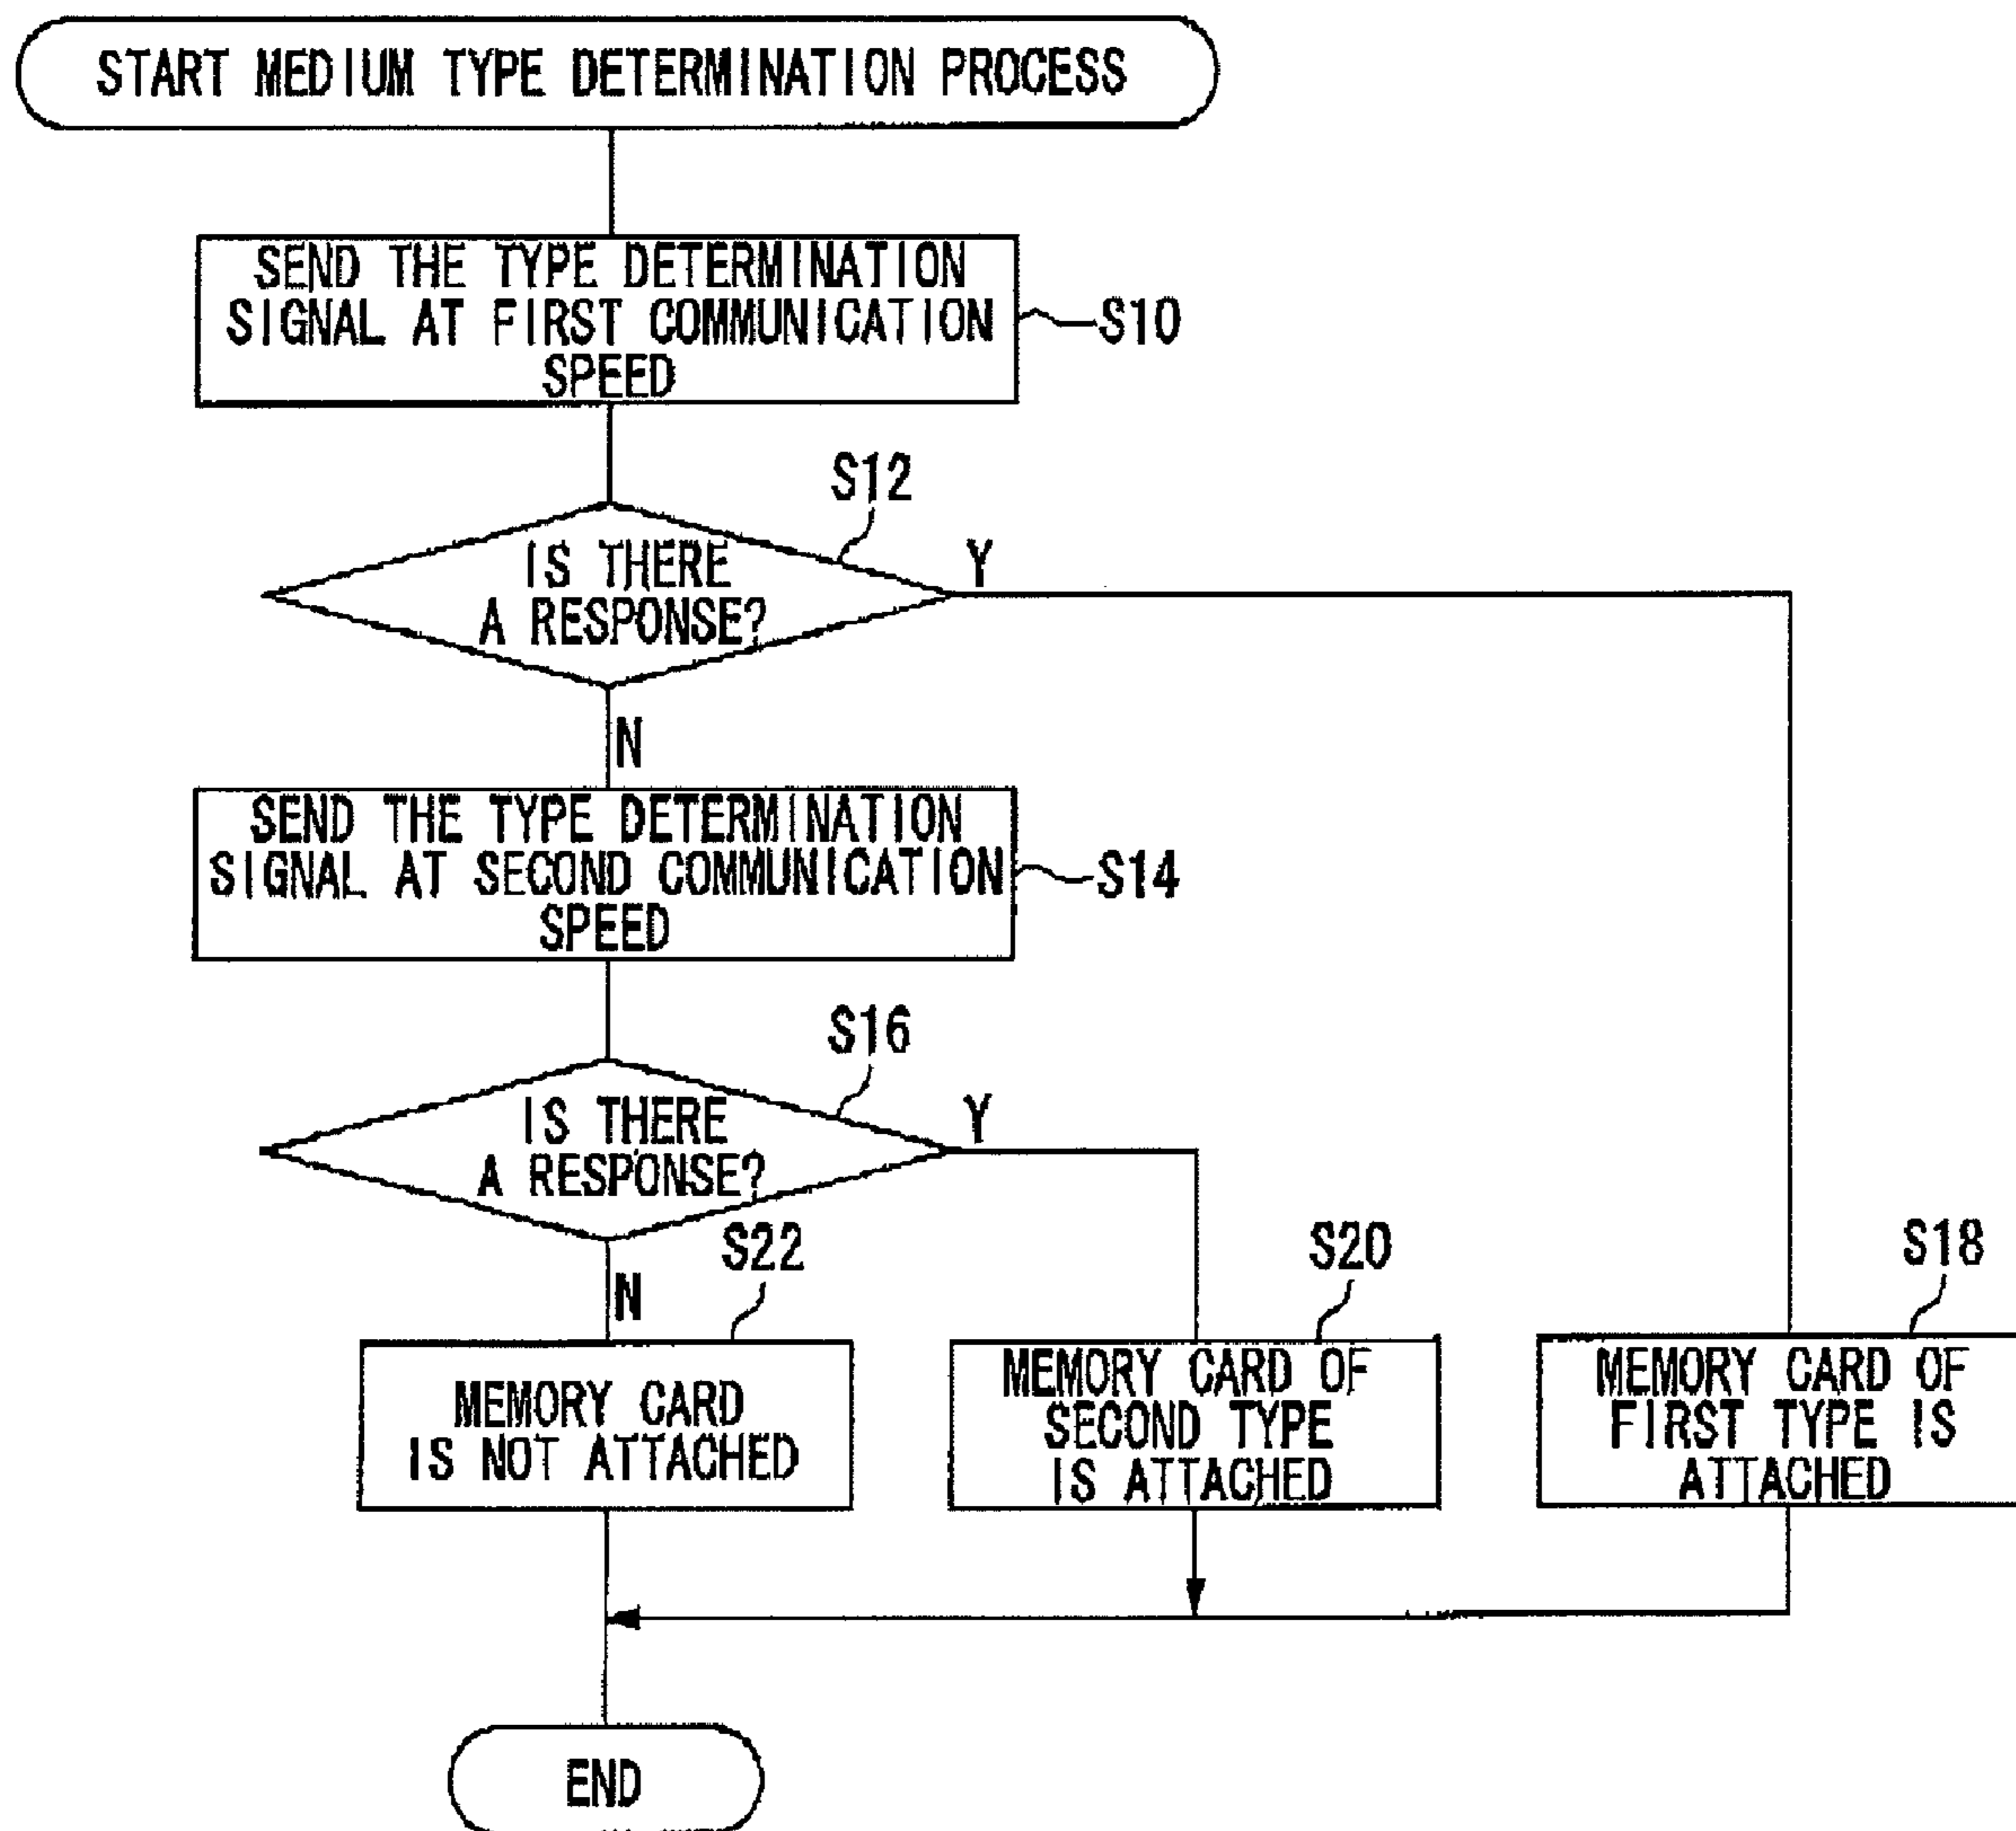 START MEDIUM TYPE DETERMINATION PROCESS
SEND THE TYPE DETERMINATION
SIGNAL AT FIRST COMMUNICATION
SPEED
S10
S12
IS THERE
A RESPONSE?
Y
N
SEND THE TYPE DETERMINATION
SIGNAL AT SECOND COMMUNICATION
SPEED
S14
S16
IS THERE
A RESPONSE?
Y
N
S22
MEMORY CARD
IS NOT ATTACHED
S20
MEMORY CARD OF
SECOND TYPE
IS ATTACHED
S18
MEMORY CARD OF
FIRST TYPE IS
ATTACHED
END